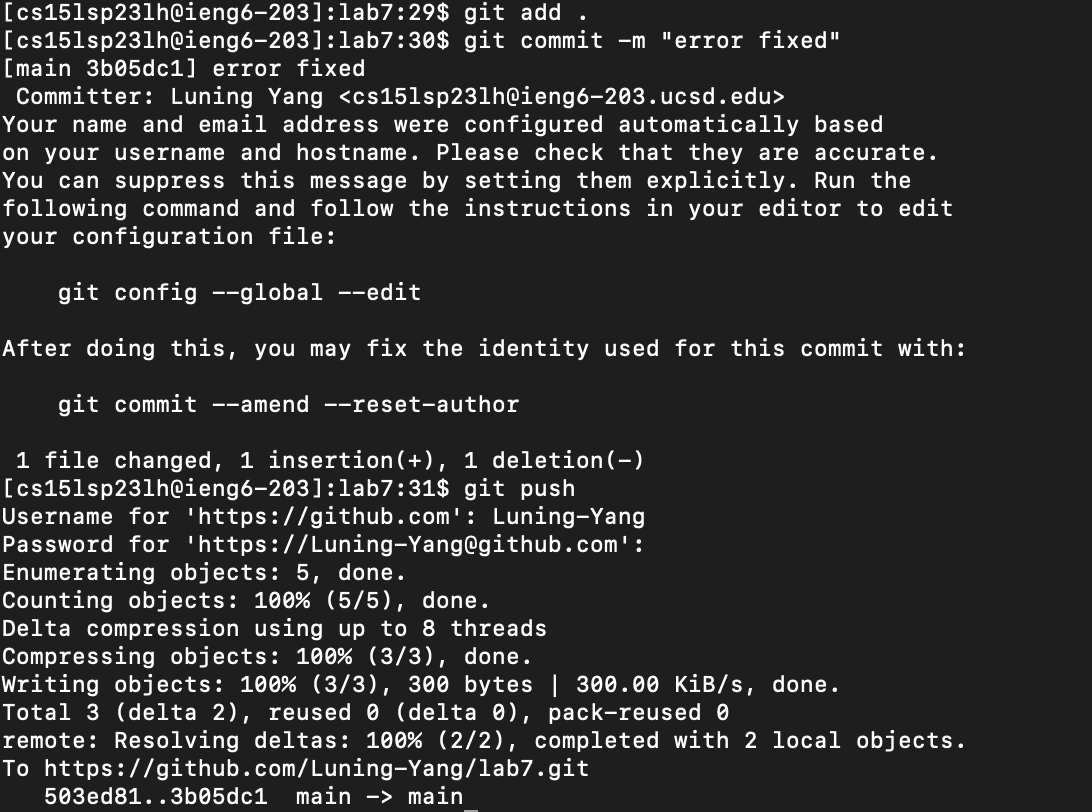 [cs15lsp23lh@ieng6-203]:lab7:29$ git add .
[cs15lsp23lh@ieng6-203]:lab7:30$ git commit -m "error fixed"
[main 3b05dc1] error fixed
 Committer: Luning Yang <cs15lsp23lh@ieng6-203.ucsd.edu>
Your name and email address were configured automatically based
on your username and hostname. Please check that they are accurate.
You can suppress this message by setting them explicitly. Run the
following command and follow the instructions in your editor to edit
your configuration file:

    git config --global --edit

After doing this, you may fix the identity used for this commit with:

    git commit --amend --reset-author

 1 file changed, 1 insertion(+), 1 deletion(-)
[cs15lsp23lh@ieng6-203]:lab7:31$ git push
Username for 'https://github.com': Luning-Yang
Password for 'https://Luning-Yang@github.com':
Enumerating objects: 5, done.
Counting objects: 100% (5/5), done.
Delta compression using up to 8 threads
Compressing objects: 100% (3/3), done.
Writing objects: 100% (3/3), 300 bytes | 300.00 KiB/s, done.
Total 3 (delta 2), reused 0 (delta 0), pack-reused 0
remote: Resolving deltas: 100% (2/2), completed with 2 local objects.
To https://github.com/Luning-Yang/lab7.git
   503ed81..3b05dc1  main -> main